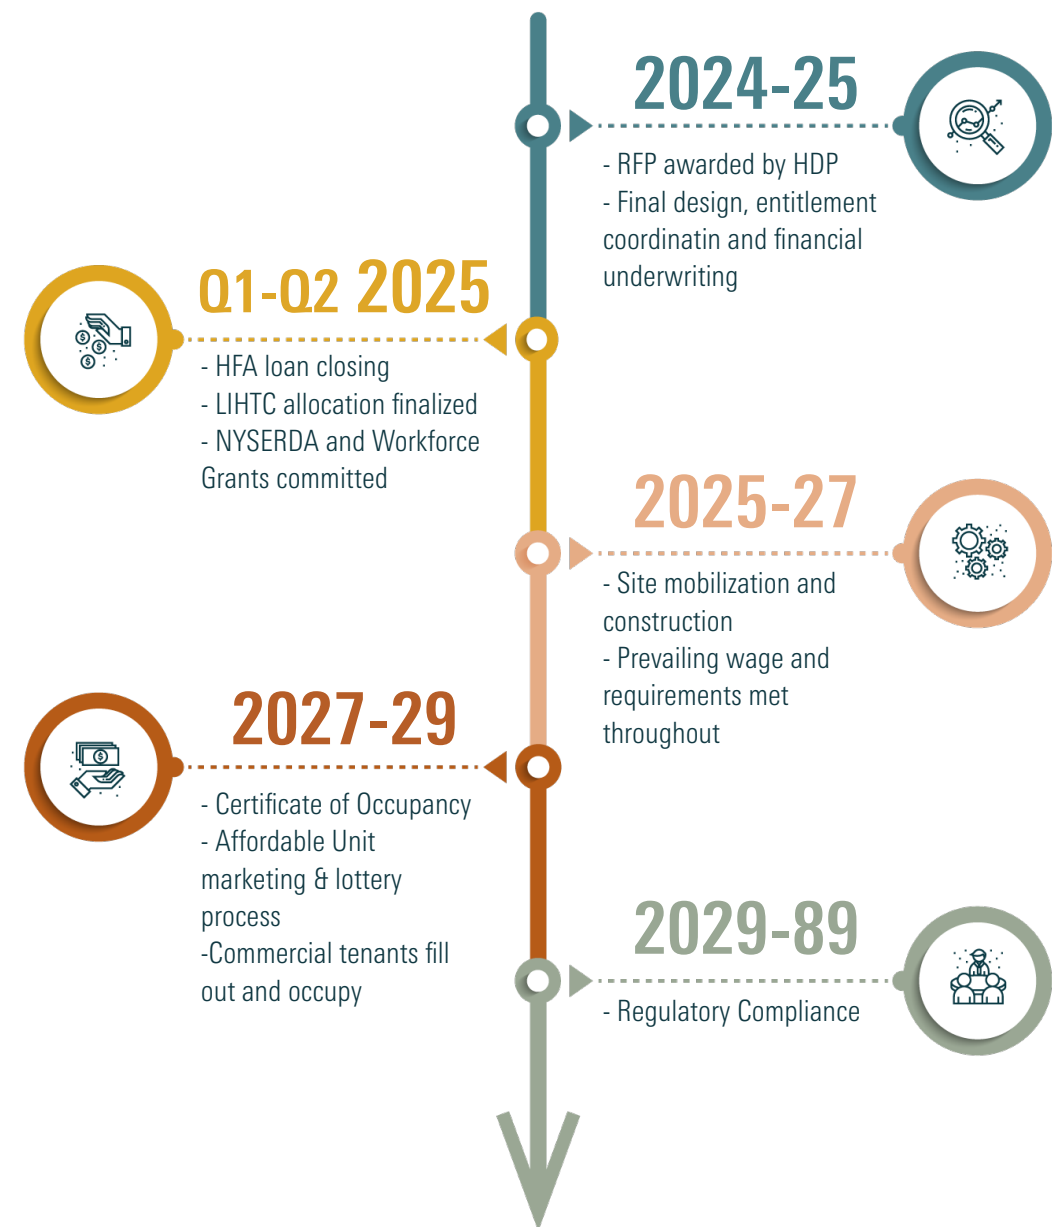 2024-25
- RFP awarded by HDP
- Final design, entitlement
coordinatin and financial
underwriting
Q1-Q2 2025
- HFA loan closing
- LIHTC allocation finalized
- NYSERDA and Workforce
Grants committed
2025-27
- Site mobilization and
construction
- Prevailing wage and
requirements met
throughout
2027-29
- Certificate of Occupancy
- Affordable Unit
marketing & lottery
process
-Commercial tenants fill
out and occupy
2029-89
- Regulatory Compliance